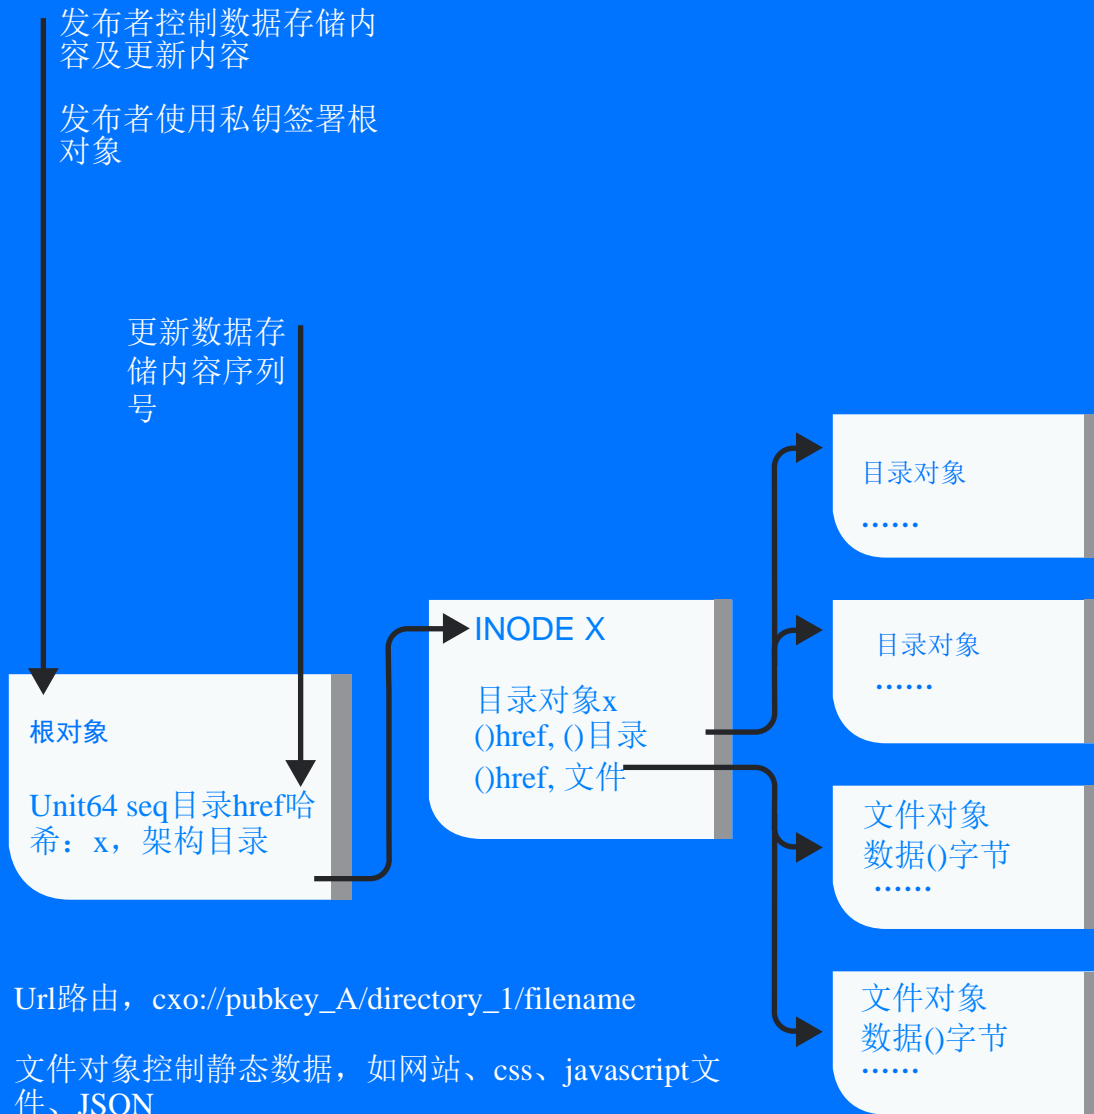 发布者控制数据存储内
容及更新内容
发布者使用私钥签署根
对象
更新数据存
储内容序列
号
目录对象
......
INODE X
目录对象x
()href, ()目录
()href, 文件
目录对象
......
根对象
Unit64 seq目录href哈
希：x，架构目录
文件对象
数据()字节
......
文件对象
数据()字节
......
Url路由，cxo://pubkey_A/directory_1/filename
文件对象控制静态数据，如网站、css、javascript文
件、JSON